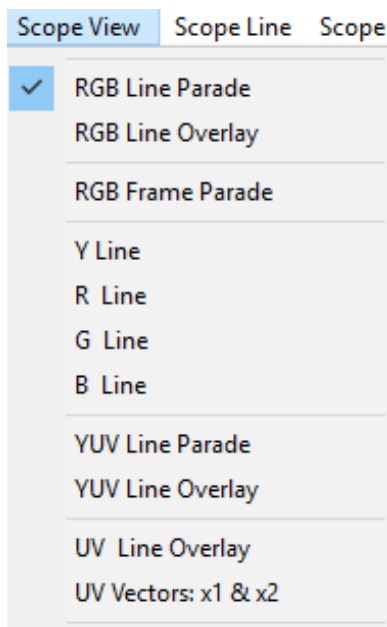 Scope View Scope Line Scope
RGB Line Parade
RGB Line Overlay
RGB Frame Parade
Y Line
R  Line
G  Line
B  Line
YUV Line Parade
YUV Line Overlay
UV  Line Overlay
UV Vectors: x1 & x2